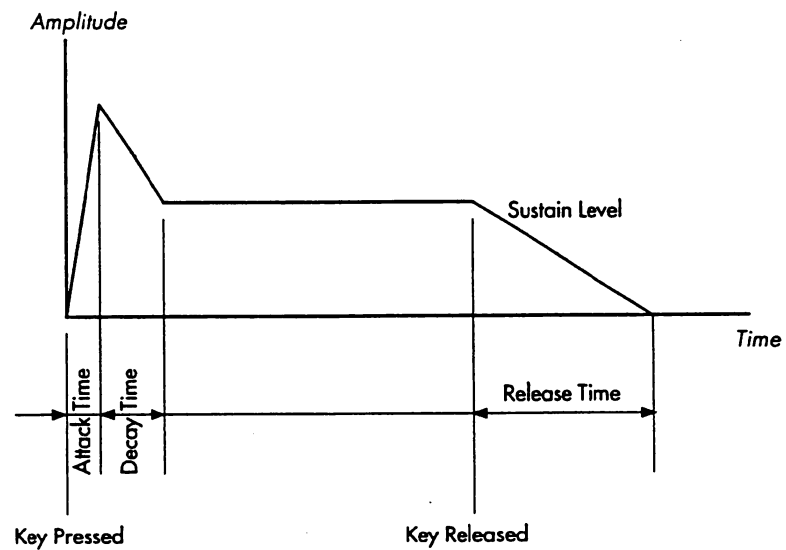 Amplitude
Sustain Level
Time
Attack Time
Decay Time
Release Time
Key Pressed
Key Released